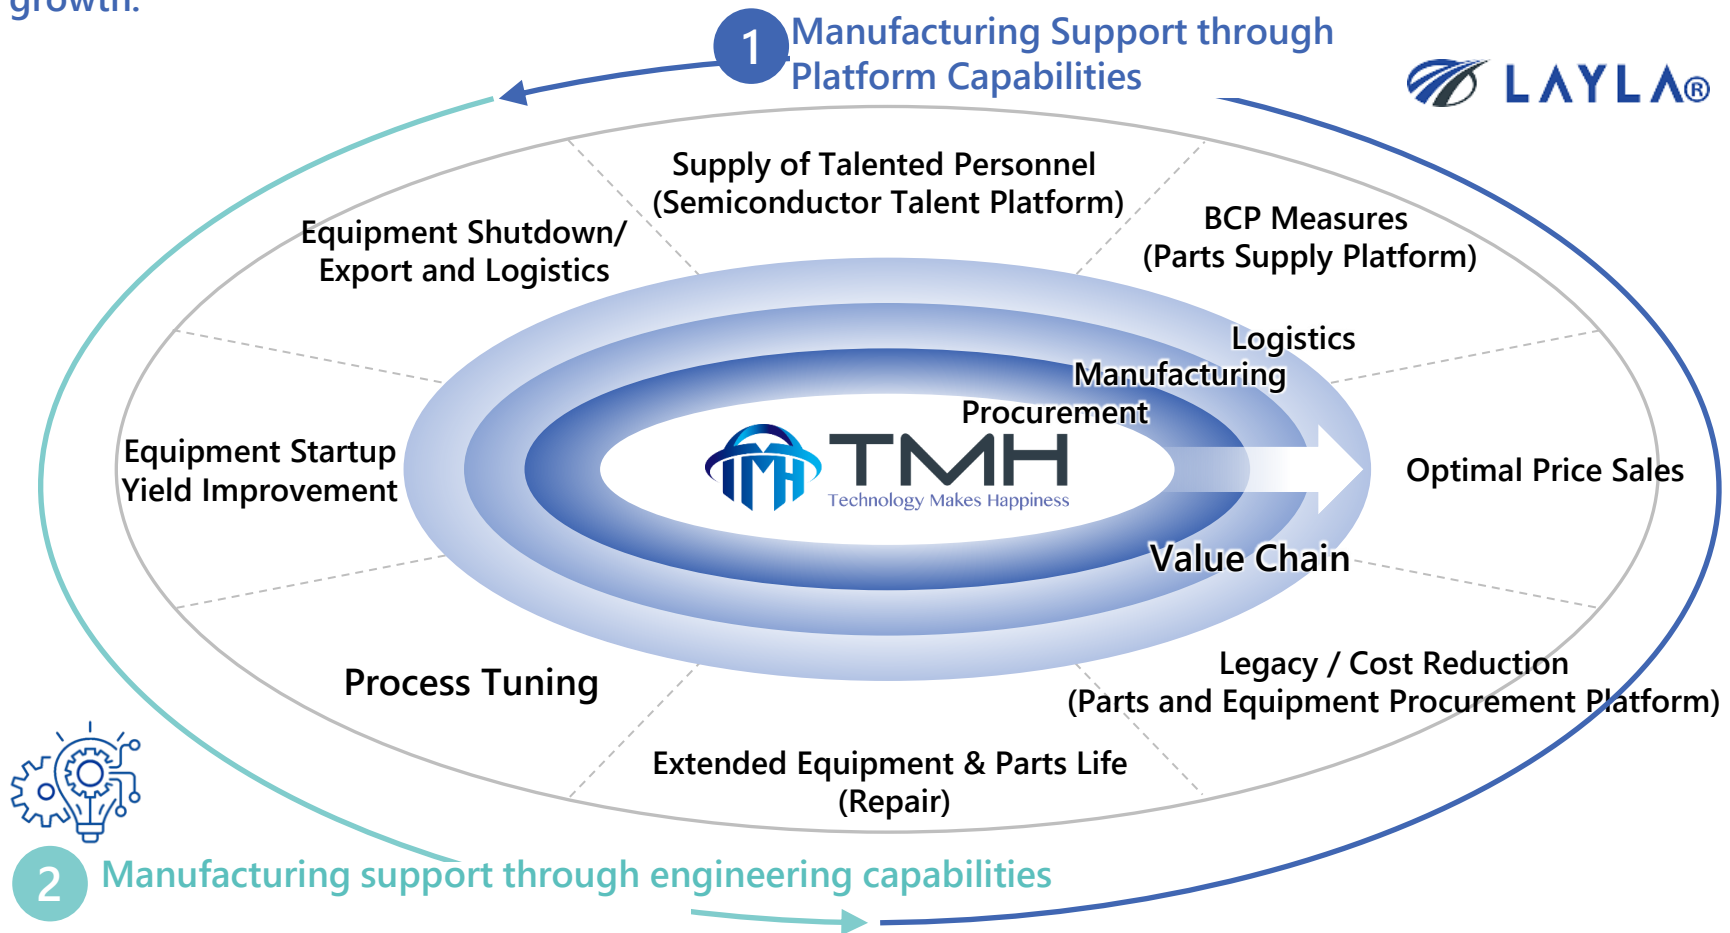 growth.
1
Manufacturing Support through
Platform Capabilities
LAYLA®
Supply of Talented Personnel
(Semiconductor Talent Platform)
BCP Measures
(Parts Supply Platform)
Equipment Shutdown/
Export and Logistics
Logistics
Manufacturing
Procurement
TMH
TMH
Technology Makes Happiness
Equipment Startup
Yield Improvement
Optimal Price Sales
Value Chain
Process Tuning
Legacy / Cost Reduction
(Parts and Equipment Procurement Platform)
Extended Equipment & Parts Life
(Repair)
2
Manufacturing support through engineering capabilities